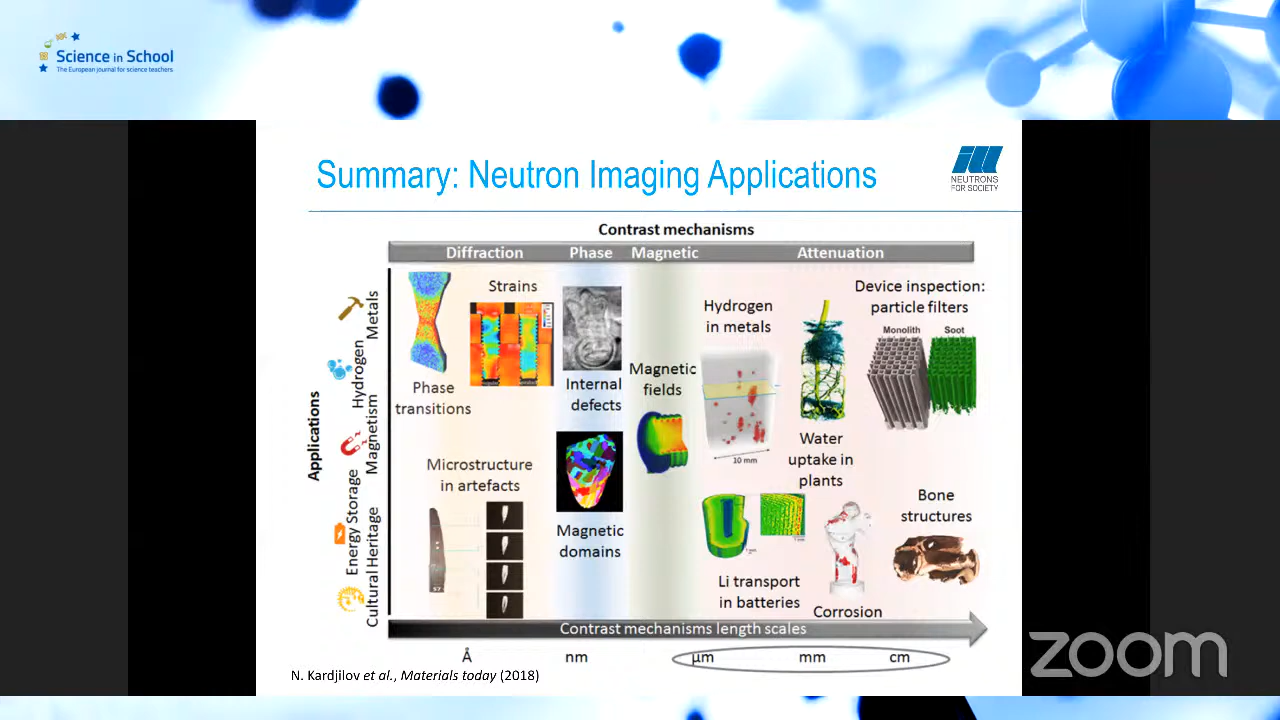 Science in School
The European journal for science teachers
Summary: Neutron Imaging Applications
NEUTRONS
FOR SOCIETY
Contrast mechanisms
Diffraction Phase Magnetic Attenuation
Applications
Metals
Hydrogen
Magnetism
Energy Storage
Cultural Heritage
Phase
transitions
Strains
Internal
defects
Magnetic
fields
Hydrogen
in metals
10 mm
Water
uptake in
plants
Device inspection:
particle filters
Monolith Soot
Microstructure
in artefacts
Magnetic
domains
Li transport
in batteries
Corrosion
Bone
structures
Contrast mechanisms length scales
Å nm µm mm cm
N. Kardjilov et al., Materials today (2018)
zoom